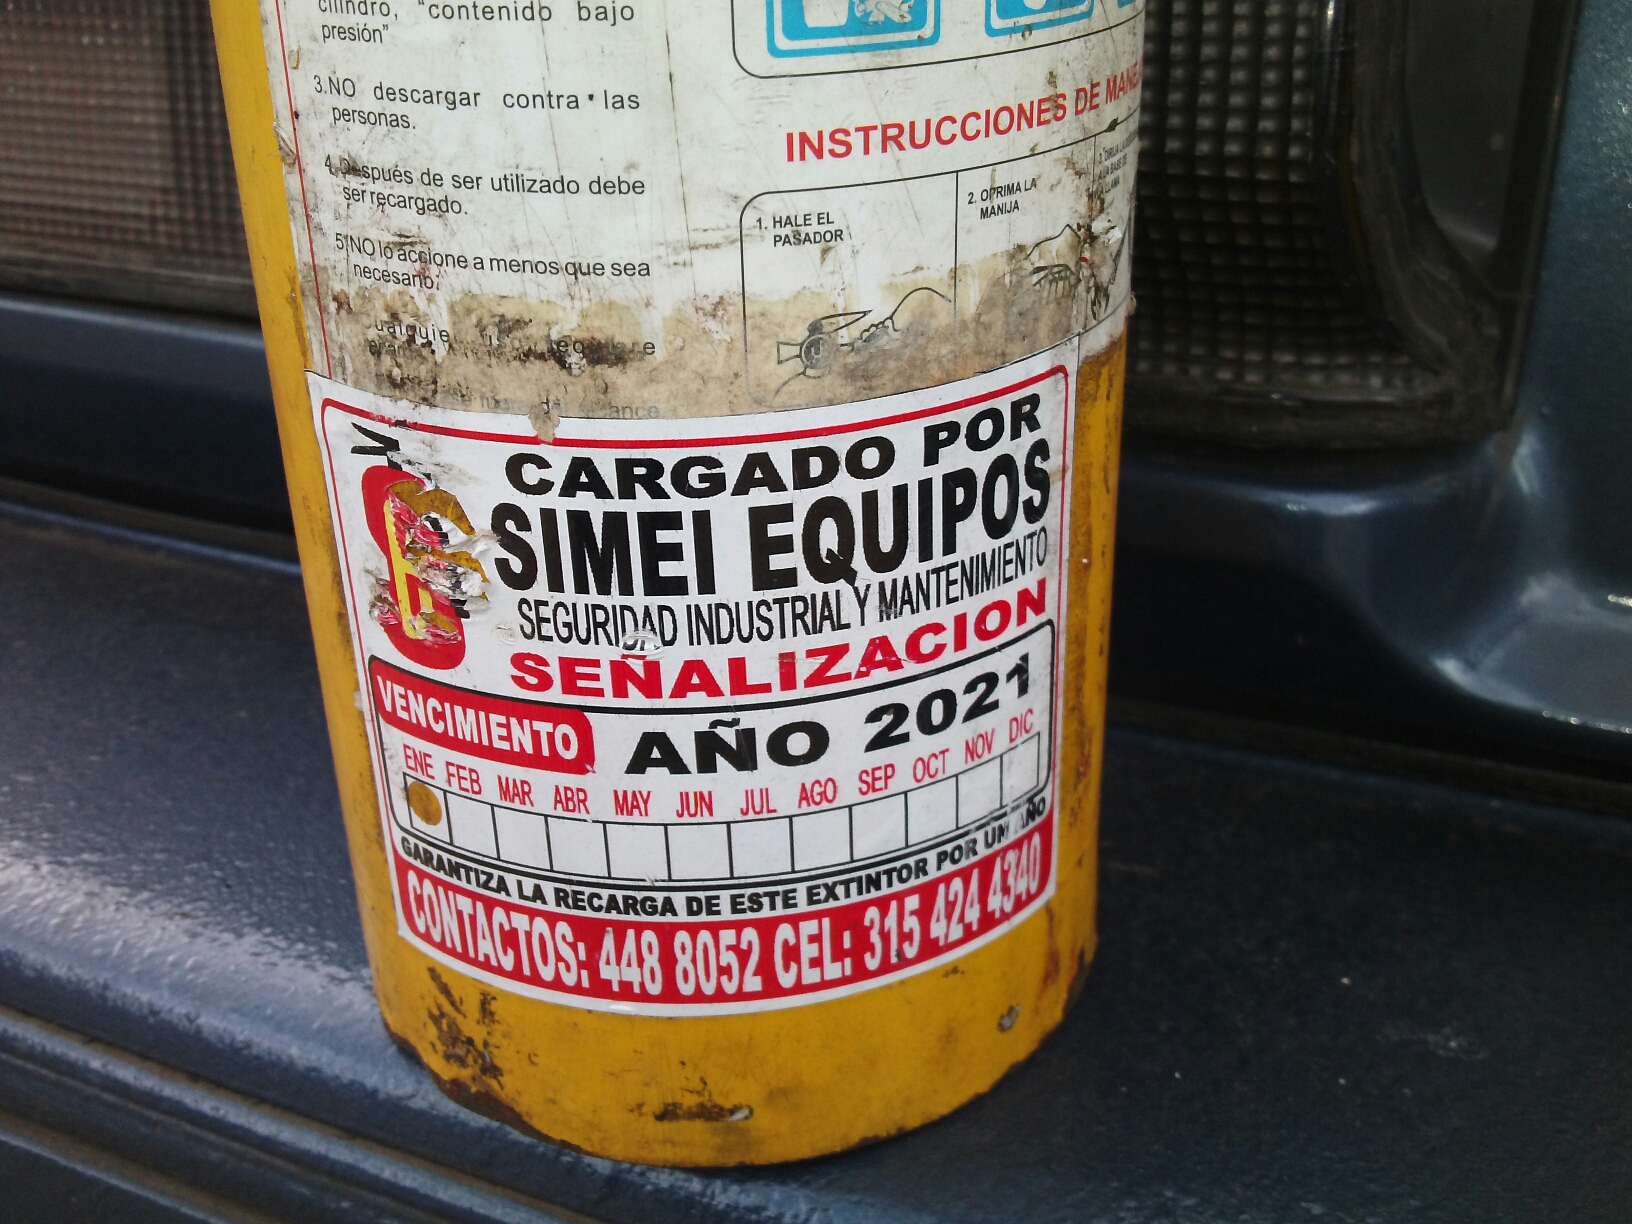 cilindro, "contenido bajo
presión"
3.NO descargar contra las
personas.
4.Después de ser utilizado debe
ser recargado.
5.NO lo accione a menos que sea
necesario.
INSTRUCCIONES DE
1. HALE EL
PASADOR
2. OPRIMA LA
MANIJA
CARGADO POR
SIMEI EQUIPOS
SEGURIDAD INDUSTRIAL Y MANTENIMIENTO
SEÑALIZACION
VENCIMIENTO
AÑO 2021
ENE FEB MAR ABR MAY JUN JUL AGO SEP OCT NOV DIC
GARANTIZA LA RECARGA DE ESTE EXTINTOR POR UN AÑO
CONTACTOS: 448 8052 CEL: 315 424 4340